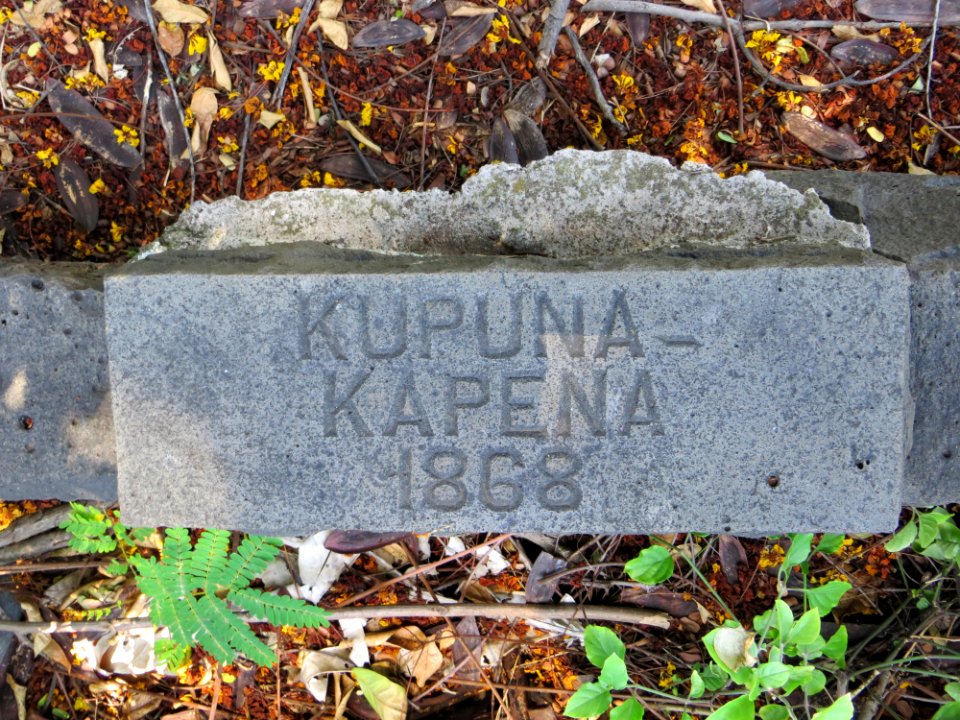 KUPUNA-
KAPENA
1868